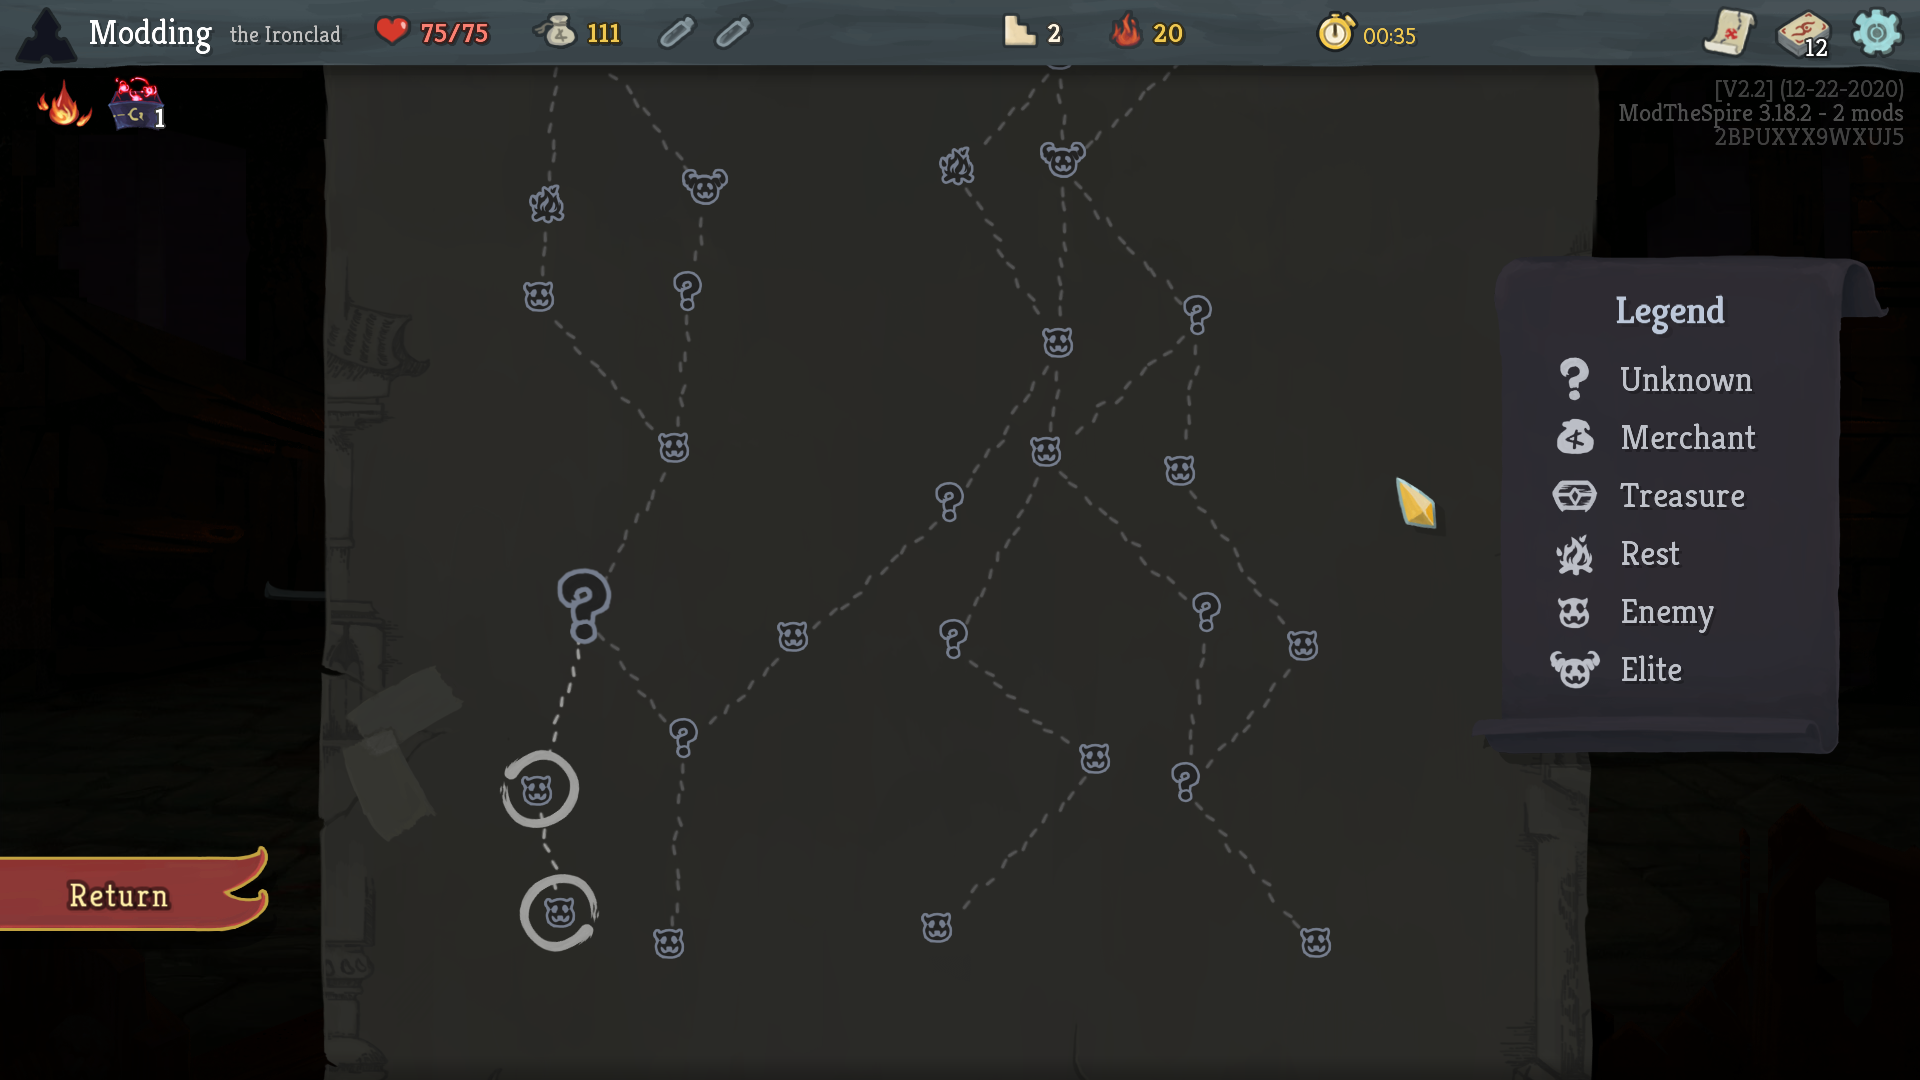 Modding the Ironclad 75/75 111 2 20 00:35 12
1
[V2.2] (12-22-2020)
ModTheSpire 3.18.2 - 2 mods
2BPUXYX9WXUJ5
Legend
Unknown
Merchant
Treasure
Rest
Enemy
Elite
Return